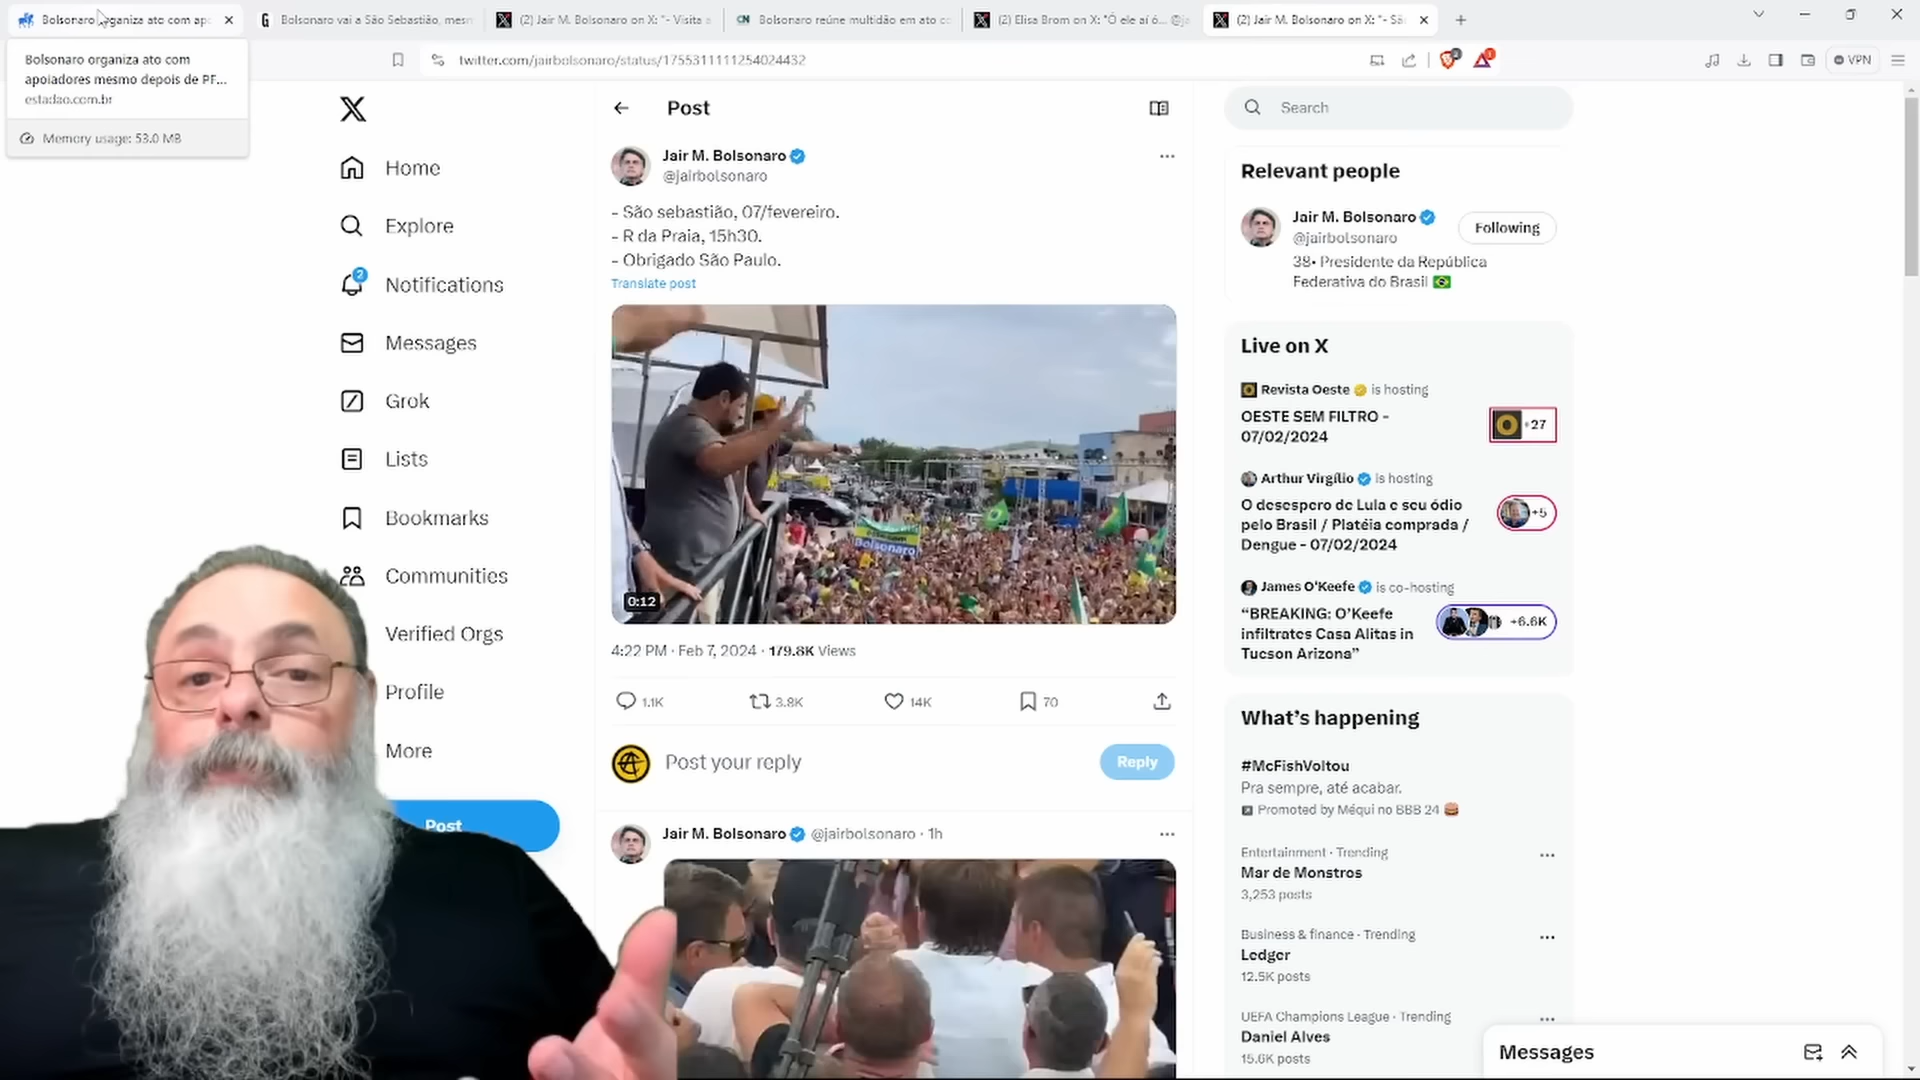 Bolsonaro organiza ato com apo
Bolsonaro vai a São Sebastião, mesm
(2) Jair M. Bolsonaro on X: "- Visita a
Bolsonaro reúne multidão em ato co
(2) Elisa Brom on X: "Ó ele aí ó... @ja
(2) Jair M. Bolsonaro on X: "- Sã
Bolsonaro organiza ato com
apoiadores mesmo depois de PF...
estadao.com.br
Memory usage: 53.0 MB
twitter.com/jairbolsonaro/status/1755311111254024432
VPN
Home
Explore
2
Notifications
Messages
Grok
Lists
Bookmarks
Communities
Verified Orgs
Profile
More
Post
Post
Jair M. Bolsonaro
@jairbolsonaro
- São sebastião, 07/fevereiro.
- R da Praia, 15h30.
- Obrigado São Paulo.
Translate post
Bolsonaro
0:12
4:22 PM · Feb 7, 2024 · 179.8K Views
1.1K
3.8K
14K
70
Post your reply
Reply
Jair M. Bolsonaro @jairbolsonaro · 1h
Search
Relevant people
Jair M. Bolsonaro
@jairbolsonaro
Following
38• Presidente da República
Federativa do Brasil
Live on X
Revista Oeste is hosting
OESTE SEM FILTRO -
07/02/2024
+27
Arthur Virgílio is hosting
O desespero de Lula e seu ódio
pelo Brasil / Platéia comprada /
Dengue - 07/02/2024
+5
James O'Keefe is co-hosting
“BREAKING: O’Keefe
infiltrates Casa Alitas in
Tucson Arizona”
+6.6K
What’s happening
#McFishVoltou
Pra sempre, até acabar.
Promoted by Méqui no BBB 24
Entertainment · Trending
Mar de Monstros
3,253 posts
Business & finance · Trending
Ledger
12.5K posts
UEFA Champions League · Trending
Daniel Alves
15.6K posts
Messages